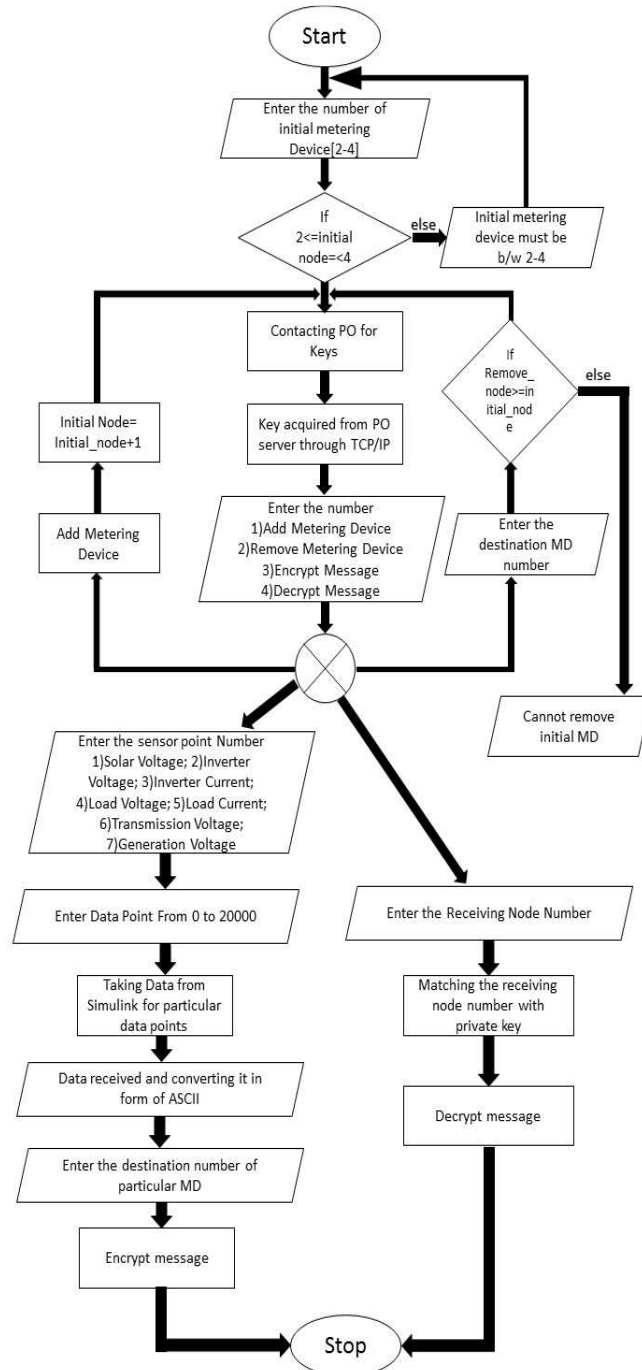 Start
Enter the number of
initial metering
Device[2-4]
If
2<=initial
node=<4
else
Initial metering
device must be
b/w 2-4
Contacting PO for
Keys
If
Remove_
node>=in
itial_nod
e
else
Initial Node=
Initial_node+1
Key acquired from PO
server through TCP/IP
Add Metering
Device
Enter the number
1)Add Metering Device
2)Remove Metering Device
3)Encrypt Message
4)Decrypt Message
Enter the
destination MD
number
Cannot remove
initial MD
Enter the sensor point Number
1)Solar Voltage; 2)Inverter
Voltage; 3)Inverter Current;
4)Load Voltage; 5)Load Current;
6)Transmission Voltage;
7)Generation Voltage
Enter Data Point From 0 to 20000
Taking Data from
Simulink for particular
data points
Data received and converting it in
form of ASCII
Enter the destination number of
particular MD
Encrypt message
Enter the Receiving Node Number
Matching the receiving
node number with
private key
Decrypt message
Stop